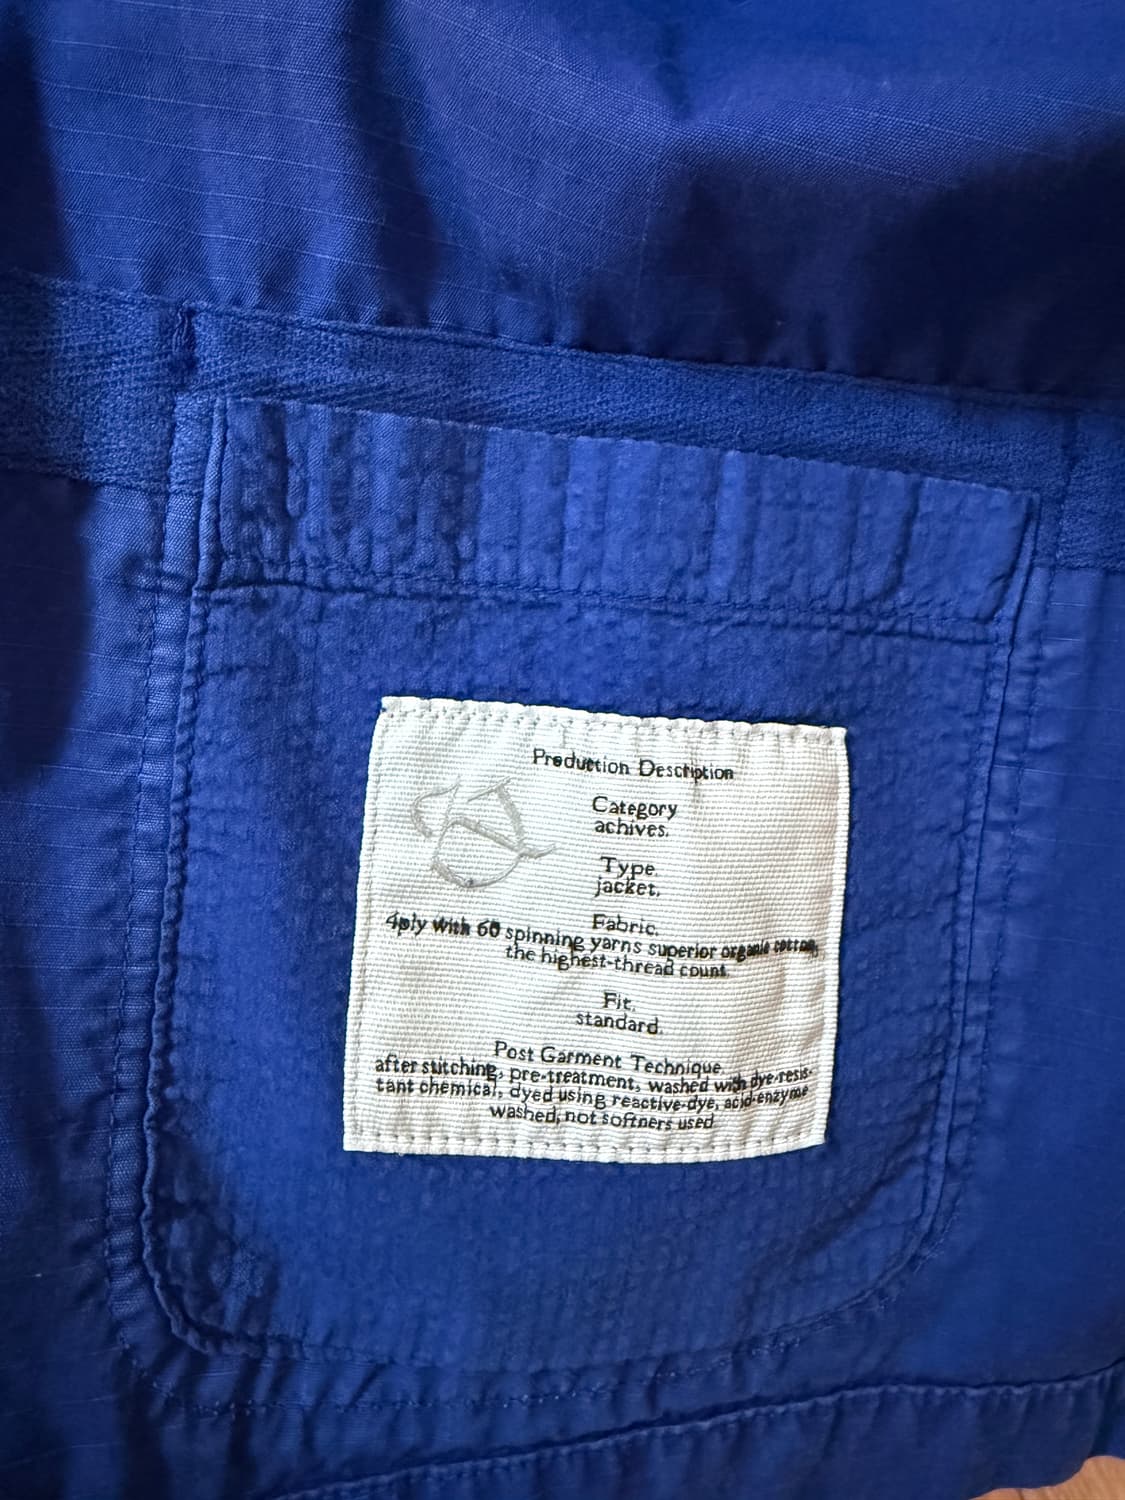 Production Description
Category
achives.
Type.
jacket.
Fabric.
4ply with 60 spinning yarns superior organic cotton,
the highest-thread count.
Fit.
standard.
Post Garment Technique.
after stitching, pre-treatment, washed with dye-resis-
tant chemical, dyed using reactive-dye, acid-enzyme
washed, not softners used.